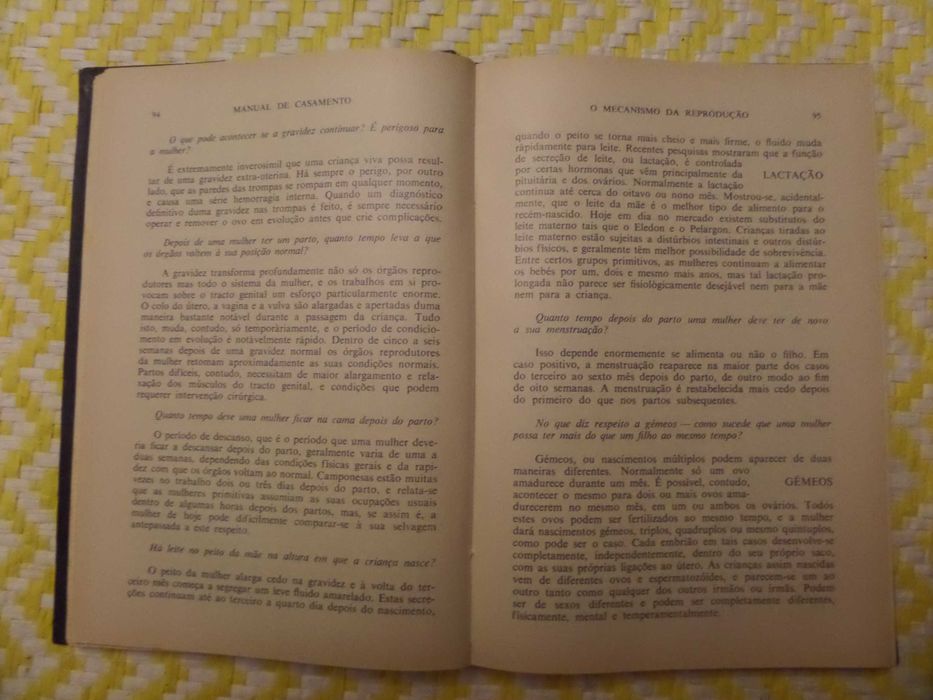 94
MANUAL DE CASAMENTO
O que pode acontecer se a gravidez continuar? É perigoso para
a mulher?
É extremamente inverosímil que uma criança viva possa resul-
tar de uma gravidez extra-uterina. Há sempre o perigo, por outro
lado, que as paredes das trompas se rompam em qualquer momento,
e causa uma série hemorragia interna. Quando um diagnóstico
definitivo duma gravidez nas trompas é feito, é sempre necessário
operar e remover o ovo em evolução antes que crie complicações.
Depois de uma mulher ter um parto, quanto tempo leva a que
os órgãos voltem à sua posição normal?
A gravidez transforma profundamente não só os órgãos repro-
dutores mas todo o sistema da mulher, e os trabalhos em si pro-
vocam sobre o tracto genital um esforço particularmente enorme.
O colo do útero, a vagina e a vulva são alargadas e apertadas duma
maneira bastante notável durante a passagem da criança. Tudo
isto, muda, contudo, só temporàriamente, e o período de condicio-
mento em evolução é notàvelmente rápido. Dentro de cinco a seis
semanas depois de uma gravidez normal os órgãos reprodutores
da mulher retomam aproximadamente as suas condições normais.
Partos difíceis, contudo, necessitam de maior alargamento e rela-
xação dos músculos do tracto genital, e condições que podem
requerer intervenção cirúrgica.
Quanto tempo deve uma mulher ficar na cama depois do parto?
O período de descanso, que é o período que uma mulher deve-
ria ficar a descansar depois do parto, geralmente varia de uma a
duas semanas, dependendo das condições físicas gerais e da rapi-
dez com que os órgãos voltam ao normal. Camponesas estão muitas
vezes no trabalho dois ou três dias depois do parto, e relata-se
que as mulheres primitivas assumiam as suas ocupações usuais
dentro de algumas horas depois dos partos, mas, se assim é, a
mulher de hoje pode dificilmente comparar-se à sua selvagem
antepassada a este respeito.
Há leite no peito da mãe na altura em que a criança nasce?
O peito da mulher alarga cedo na gravidez e à volta do ter-
ceiro mês começa a segregar um leve fluido amarelado. Estas secre-
ções continuam até ao terceiro a quarto dia depois do nascimento,
O MECANISMO DA REPRODUÇÃO
95
quando o peito se torna mais cheio e mais firme, o fluido muda
ràpidamente para leite. Recentes pesquisas mostraram que a função
de secreção de leite, ou lactação, é controlada
por certas hormonas que vêm principalmente da
LACTAÇÃO
pituitária e dos ovários. Normalmente a lactação
continua até cerca do oitavo ou nono mês. Mostrou-se, acidental-
mente, que o leite da mãe é o melhor tipo de alimento para o
recém-nascido. Hoje em dia no mercado existem substitutos do
leite materno tais que o Eledon e o Pelargon. Crianças tiradas ao
leite materno estão sujeitas a distúrbios intestinais e outros distúr-
bios físicos, e geralmente têm melhor possibilidade de sobrevivência.
Entre certos grupos primitivos, as mulheres continuam a alimentar
os bebés por um, dois e mesmo mais anos, mas tal lactação pro-
longada não parece ser fisiològicamente desejável nem para a mãe
nem para a criança.
Quanto tempo depois do parto uma mulher deve ter de novo
a sua menstruação?
Isso depende enormemente se alimenta ou não o filho. Em
caso positivo, a menstruação reaparece na maior parte dos casos
do terceiro ao sexto mês depois do parto, de outro modo ao fim
de oito semanas. A menstruação é restabelecida mais cedo depois
do primeiro do que nos partos subsequentes.
No que diz respeito a gémeos — como sucede que uma mulher
possa ter mais do que um filho ao mesmo tempo?
Gémeos, ou nascimentos múltiplos podem aparecer de duas
maneiras diferentes. Normalmente só um ovo
amadurece durante um mês. É possível, contudo,
GÉMEOS
acontecer o mesmo para dois ou mais ovos ama-
durecerem no mesmo mês, em um ou ambos os ovários. Todos
estes ovos podem ser fertilizados ao mesmo tempo, e a mulher
dará nascimentos gémeos, triplos, quadruplos ou mesmo quintuplos,
como pode ser o caso. Cada embrião em tais casos desenvolve-se
completamente, independentemente, dentro do seu próprio saco,
com as suas próprias ligações ao útero. As crianças assim nascidas
vem de diferentes ovos e espermatozóides, e parecem-se um ao
outro tanto como qualquer dos outros irmãos ou irmãs. Podem
ser de sexos diferentes e podem ser completamente diferentes,
fisicamente, mental e temperamentalmente.